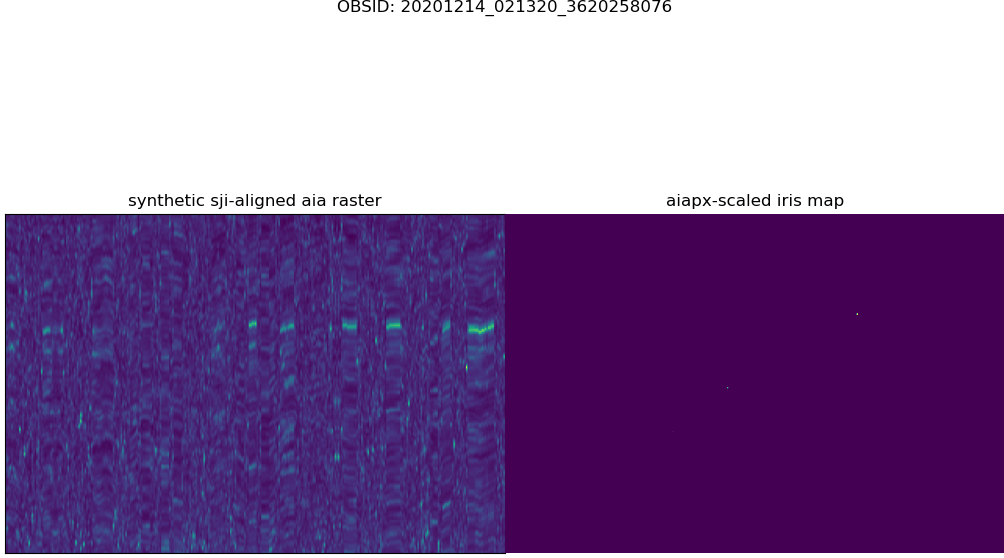 OBSID: 20201214_021320_3620258076
synthetic sji-aligned aia raster
aiapx-scaled iris map